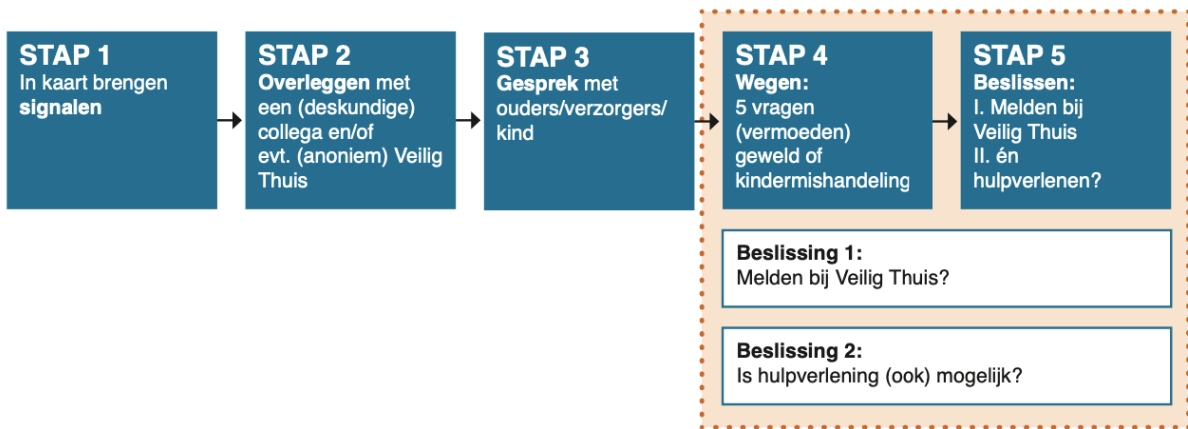 STAP 1
In kaart brengen
signalen
STAP 2
Overleggen met
een (deskundige)
collega en/of
evt. (anoniem) Veilig
Thuis
STAP 3
Gesprek met
ouders/verzorgers/
kind
STAP 4
Wegen:
5 vragen
(vermoeden)
geweld of
kindermishandeling
STAP 5
Beslissen:
I. Melden bij
Veilig Thuis
II. én
hulpverlenen?
Beslissing 1:
Melden bij Veilig Thuis?
Beslissing 2:
Is hulpverlening (ook) mogelijk?